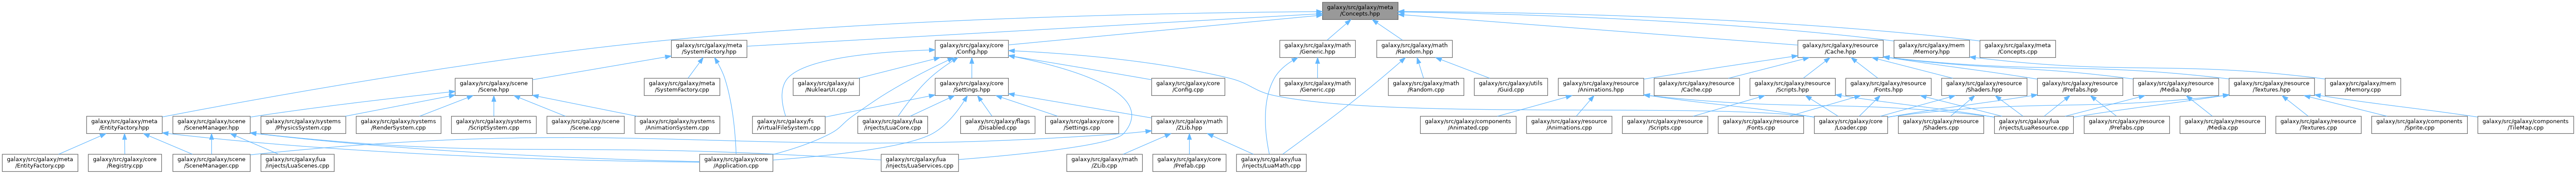 galaxy/src/galaxy/meta
/Concepts.hpp
galaxy/src/galaxy/meta
/SystemFactory.hpp
galaxy/src/galaxy/core
/Config.hpp
galaxy/src/galaxy/math
/Generic.hpp
galaxy/src/galaxy/math
/Random.hpp
galaxy/src/galaxy/resource
/Cache.hpp
galaxy/src/galaxy/mem
/Memory.hpp
galaxy/src/galaxy/meta
/Concepts.cpp
galaxy/src/galaxy/scene
/Scene.hpp
galaxy/src/galaxy/meta
/SystemFactory.cpp
galaxy/src/galaxy/ui
/NuklearUI.cpp
galaxy/src/galaxy/core
/Settings.hpp
galaxy/src/galaxy/core
/Config.cpp
galaxy/src/galaxy/math
/Generic.cpp
galaxy/src/galaxy/math
/Random.cpp
galaxy/src/galaxy/utils
/Guid.cpp
galaxy/src/galaxy/resource
/Animations.hpp
galaxy/src/galaxy/resource
/Cache.cpp
galaxy/src/galaxy/resource
/Scripts.hpp
galaxy/src/galaxy/resource
/Fonts.hpp
galaxy/src/galaxy/resource
/Shaders.hpp
galaxy/src/galaxy/resource
/Prefabs.hpp
galaxy/src/galaxy/resource
/Media.hpp
galaxy/src/galaxy/resource
/Textures.hpp
galaxy/src/galaxy/mem
/Memory.cpp
galaxy/src/galaxy/meta
/EntityFactory.hpp
galaxy/src/galaxy/scene
/SceneManager.hpp
galaxy/src/galaxy/systems
/PhysicsSystem.cpp
galaxy/src/galaxy/systems
/RenderSystem.cpp
galaxy/src/galaxy/systems
/ScriptSystem.cpp
galaxy/src/galaxy/scene
/Scene.cpp
galaxy/src/galaxy/systems
/AnimationSystem.cpp
galaxy/src/galaxy/fs
/VirtualFileSystem.cpp
galaxy/src/galaxy/lua
/injects/LuaCore.cpp
galaxy/src/galaxy/flags
/Disabled.cpp
galaxy/src/galaxy/core
/Settings.cpp
galaxy/src/galaxy/math
/ZLib.hpp
galaxy/src/galaxy/components
/Animated.cpp
galaxy/src/galaxy/resource
/Animations.cpp
galaxy/src/galaxy/resource
/Scripts.cpp
galaxy/src/galaxy/resource
/Fonts.cpp
galaxy/src/galaxy/core
/Loader.cpp
galaxy/src/galaxy/resource
/Shaders.cpp
galaxy/src/galaxy/lua
/injects/LuaResource.cpp
galaxy/src/galaxy/resource
/Prefabs.cpp
galaxy/src/galaxy/resource
/Media.cpp
galaxy/src/galaxy/resource
/Textures.cpp
galaxy/src/galaxy/components
/Sprite.cpp
galaxy/src/galaxy/components
/TileMap.cpp
galaxy/src/galaxy/meta
/EntityFactory.cpp
galaxy/src/galaxy/core
/Registry.cpp
galaxy/src/galaxy/scene
/SceneManager.cpp
galaxy/src/galaxy/lua
/injects/LuaScenes.cpp
galaxy/src/galaxy/core
/Application.cpp
galaxy/src/galaxy/lua
/injects/LuaServices.cpp
galaxy/src/galaxy/math
/ZLib.cpp
galaxy/src/galaxy/core
/Prefab.cpp
galaxy/src/galaxy/lua
/injects/LuaMath.cpp